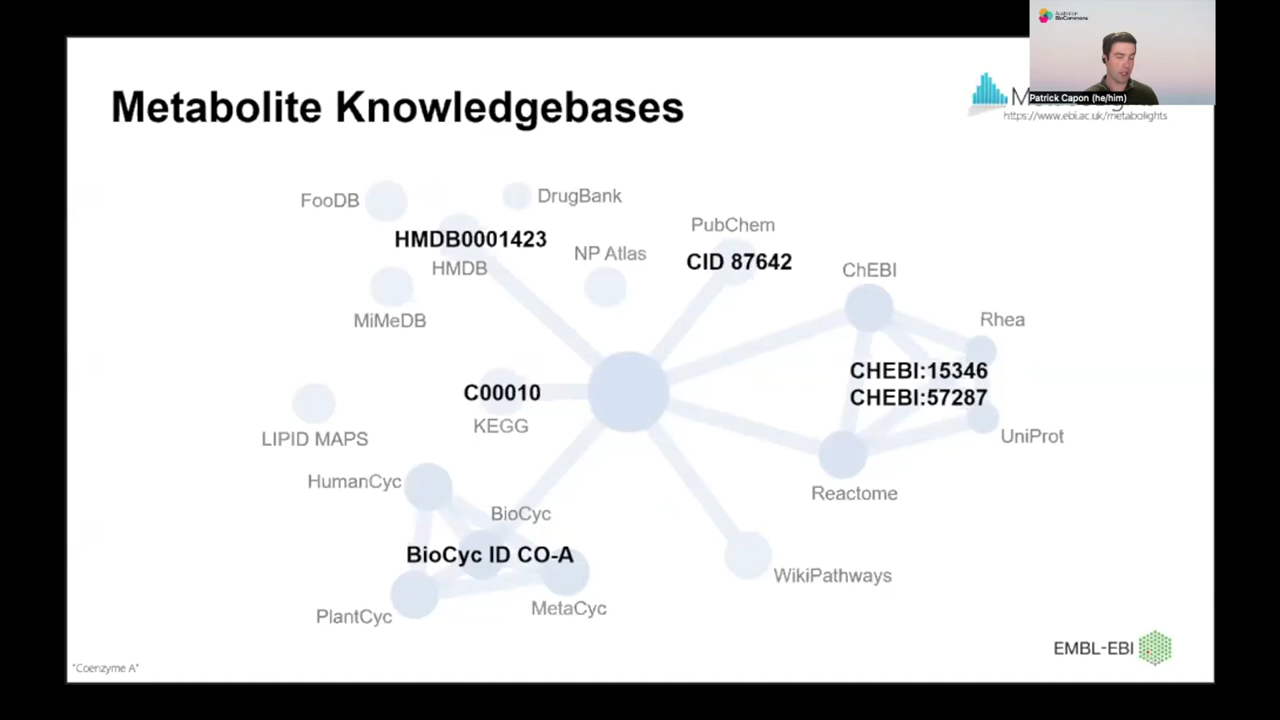 Australian
BioCommons
Patrick Capon (he/him)
Metabolite Knowledgebases
https://www.ebi.ac.uk/metabolights
FooDB
DrugBank
HMDB0001423
HMDB
NP Atlas
PubChem
CID 87642
ChEBI
MiMeDB
Rhea
CHEBI:15346
CHEBI:57287
C00010
KEGG
LIPID MAPS
UniProt
HumanCyc
Reactome
BioCyc
BioCyc ID CO-A
WikiPathways
PlantCyc
MetaCyc
EMBL-EBI
"Coenzyme A"